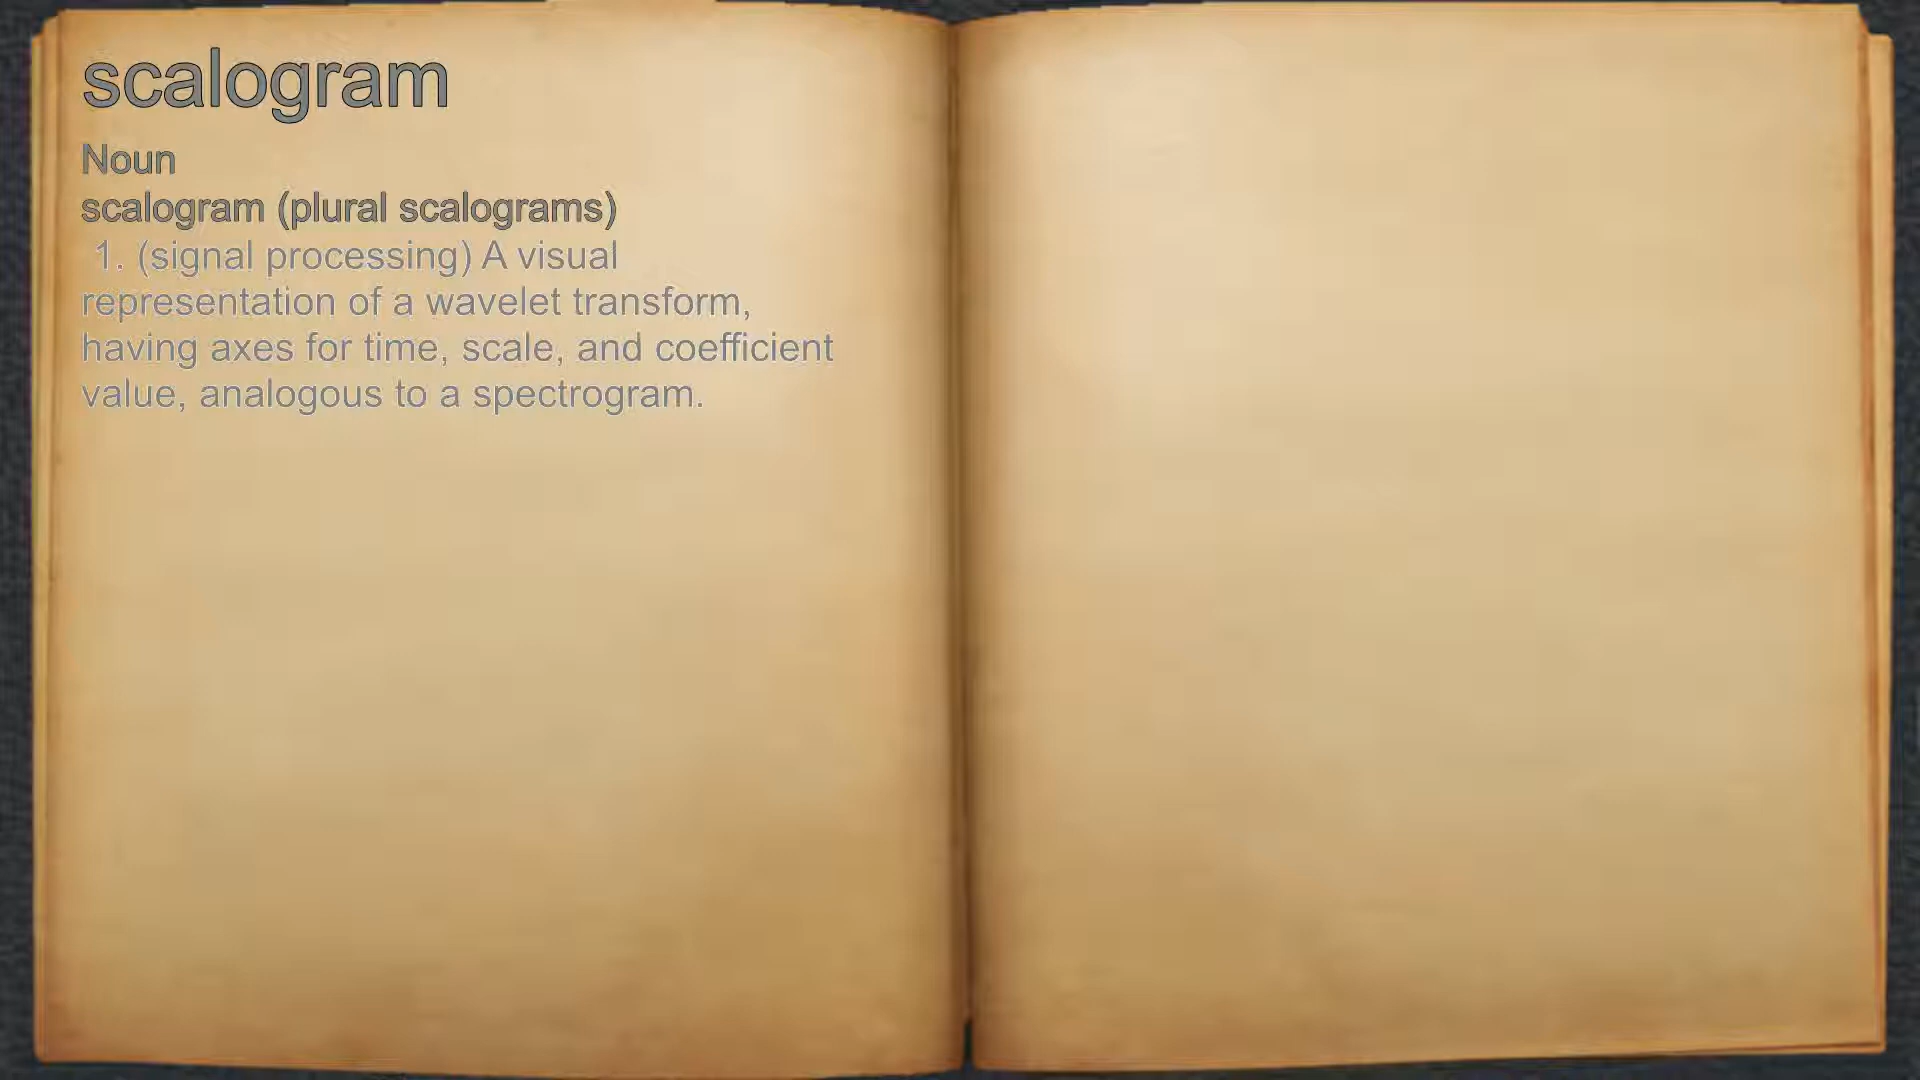 scalogram
Noun
scalogram (plural scalograms)
1. (signal processing) A visual
representation of a wavelet transform,
having axes for time, scale, and coefficient
value, analogous to a spectrogram.